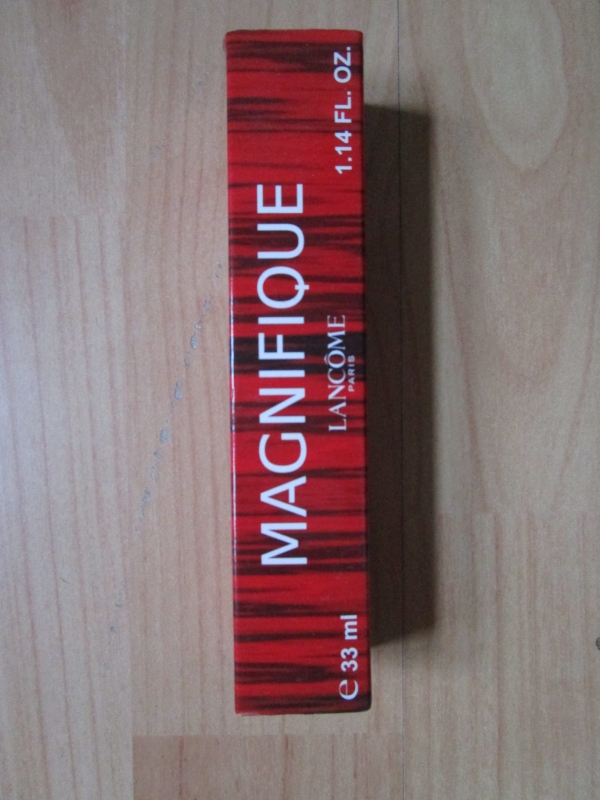 MAGNIFIQUE
LANCÔME
PARIS
e 33 ml
1.14 FL. OZ.